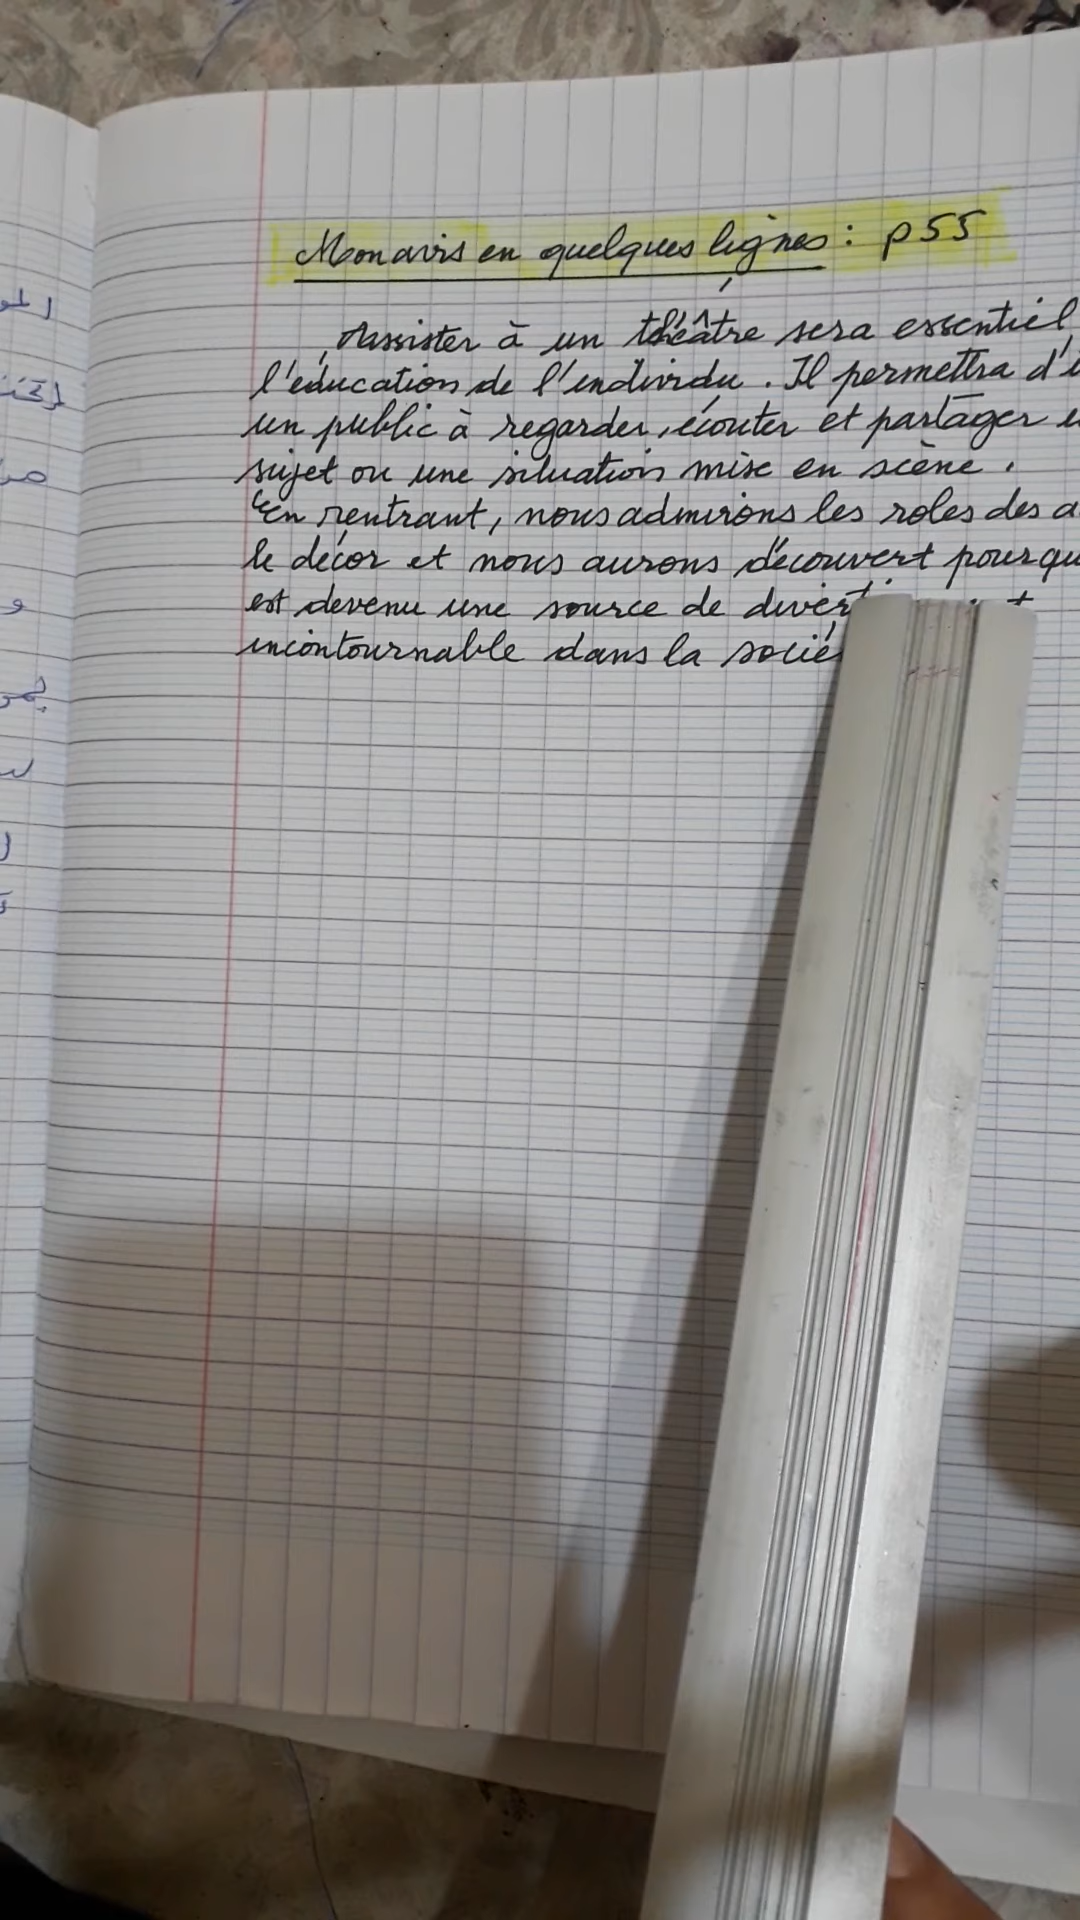 Mon avis en quelques lignes : p55
Assister à un théâtre sera essentiel
l'éducation de l'individu. Il permettra
un public à regarder, écouter et partager
sujet ou une situation mise en scène.
En rentrant, nous admirons les roles des
le décor et nous aurons découvert
est devenu une source de
incontournable dans la